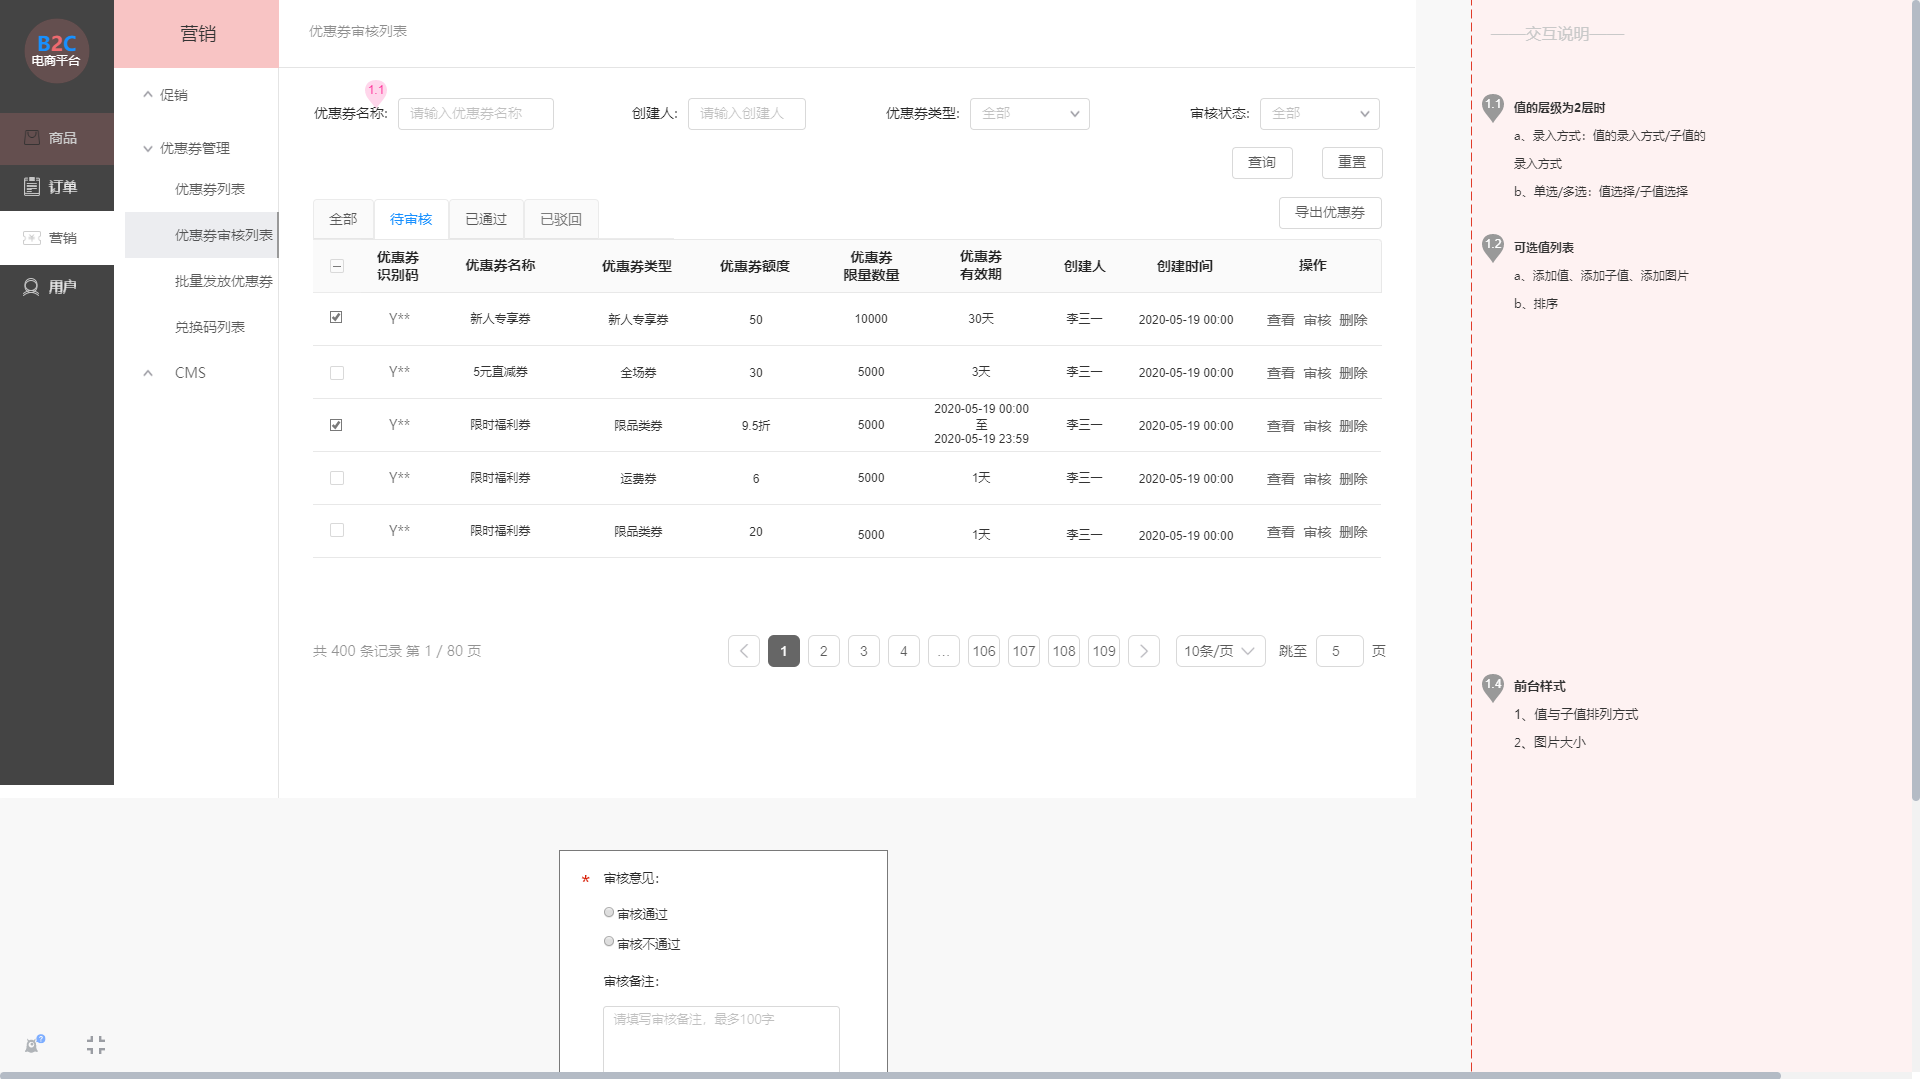 B2C
电商平台
商品
订单
营销
用户
营销
促销
优惠券管理
优惠券列表
优惠券审核列表
批量发放优惠券
兑换码列表
CMS
优惠券审核列表
1.1
优惠券名称: 请输入优惠券名称 创建人: 请输入创建人 优惠券类型: 全部 审核状态: 全部
查询 重置
全部 待审核 已通过 已驳回 导出优惠券
优惠券识别码 优惠券名称 优惠券类型 优惠券额度 优惠券限量数量 优惠券有效期 创建人 创建时间 操作
Y** 新人专享券 新人专享券 50 10000 30天 李三一 2020-05-19 00:00 查看 审核 删除
Y** 5元直减券 全场券 30 5000 3天 李三一 2020-05-19 00:00 查看 审核 删除
Y** 限时福利券 限品类券 9.5折 5000 2020-05-19 00:00 至 2020-05-19 23:59 李三一 2020-05-19 00:00 查看 审核 删除
Y** 限时福利券 运费券 6 5000 1天 李三一 2020-05-19 00:00 查看 审核 删除
Y** 限时福利券 限品类券 20 5000 1天 李三一 2020-05-19 00:00 查看 审核 删除
共 400 条记录 第 1 / 80 页 1 2 3 4 ... 106 107 108 109 10条/页 跳至 5 页
* 审核意见:
审核通过
审核不通过
审核备注:
请填写审核备注，最多100字
——交互说明——
1.1 值的层级为2层时
a、录入方式：值的录入方式/子值的
录入方式
b、单选/多选：值选择/子值选择
1.2 可选值列表
a、添加值、添加子值、添加图片
b、排序
1.4 前台样式
1、值与子值排列方式
2、图片大小
?